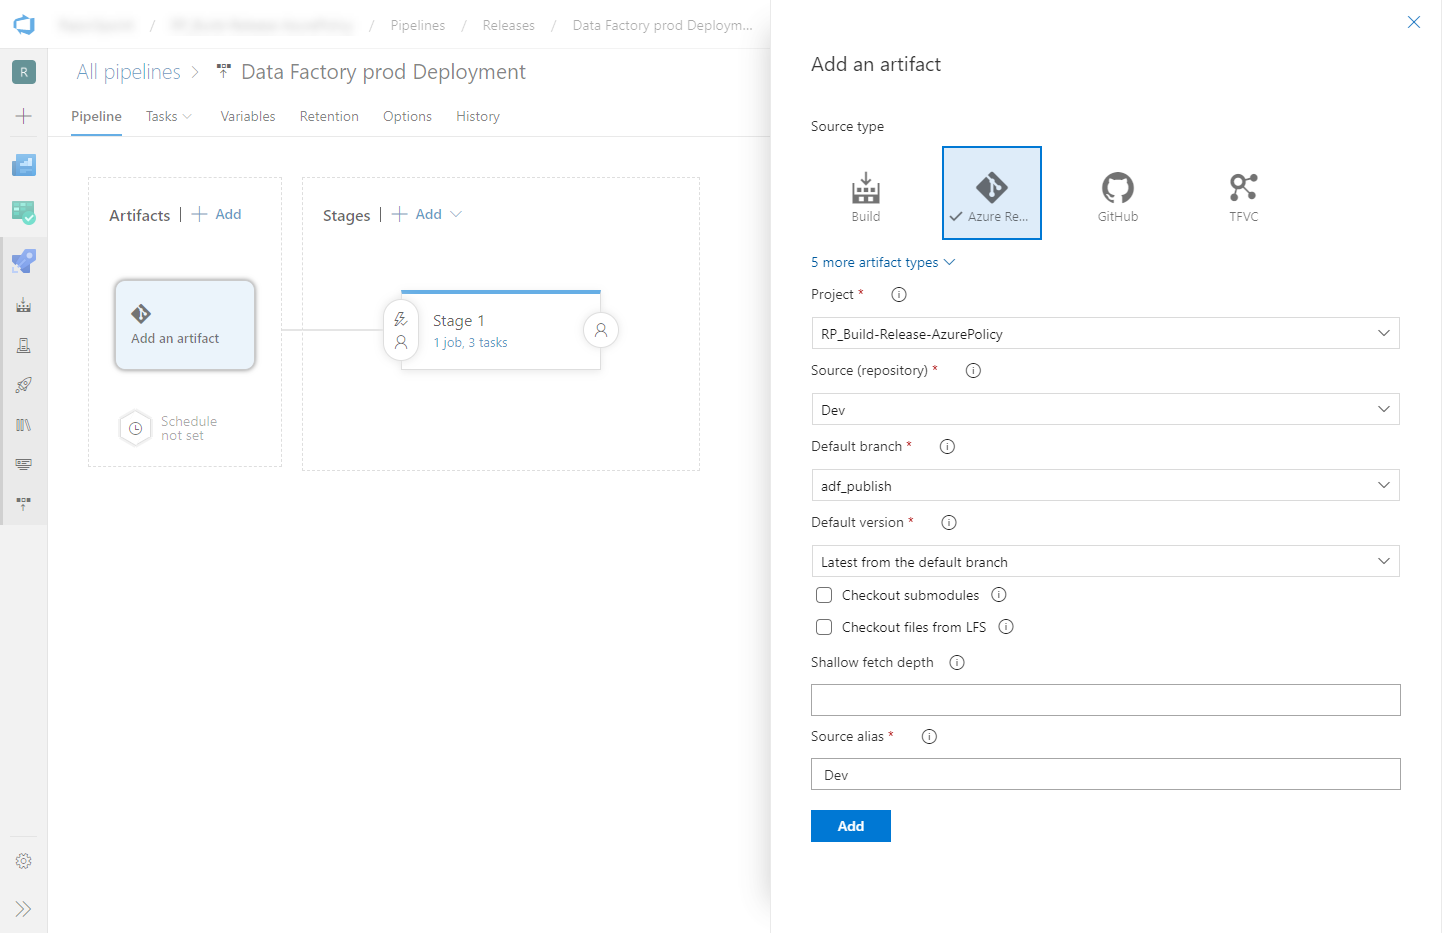 / / Pipelines / Releases / Data Factory prod Deploym...
R
All pipelines > Data Factory prod Deployment
Pipeline Tasks Variables Retention Options History
Artifacts | + Add
Stages | + Add
Add an artifact
Schedule
not set
Stage 1
1 job, 3 tasks
Add an artifact
Source type
Build
Azure Re...
GitHub
TFVC
5 more artifact types
Project *
RP_Build-Release-AzurePolicy
Source (repository) *
Dev
Default branch *
adf_publish
Default version *
Latest from the default branch
Checkout submodules
Checkout files from LFS
Shallow fetch depth
Source alias *
Dev
Add